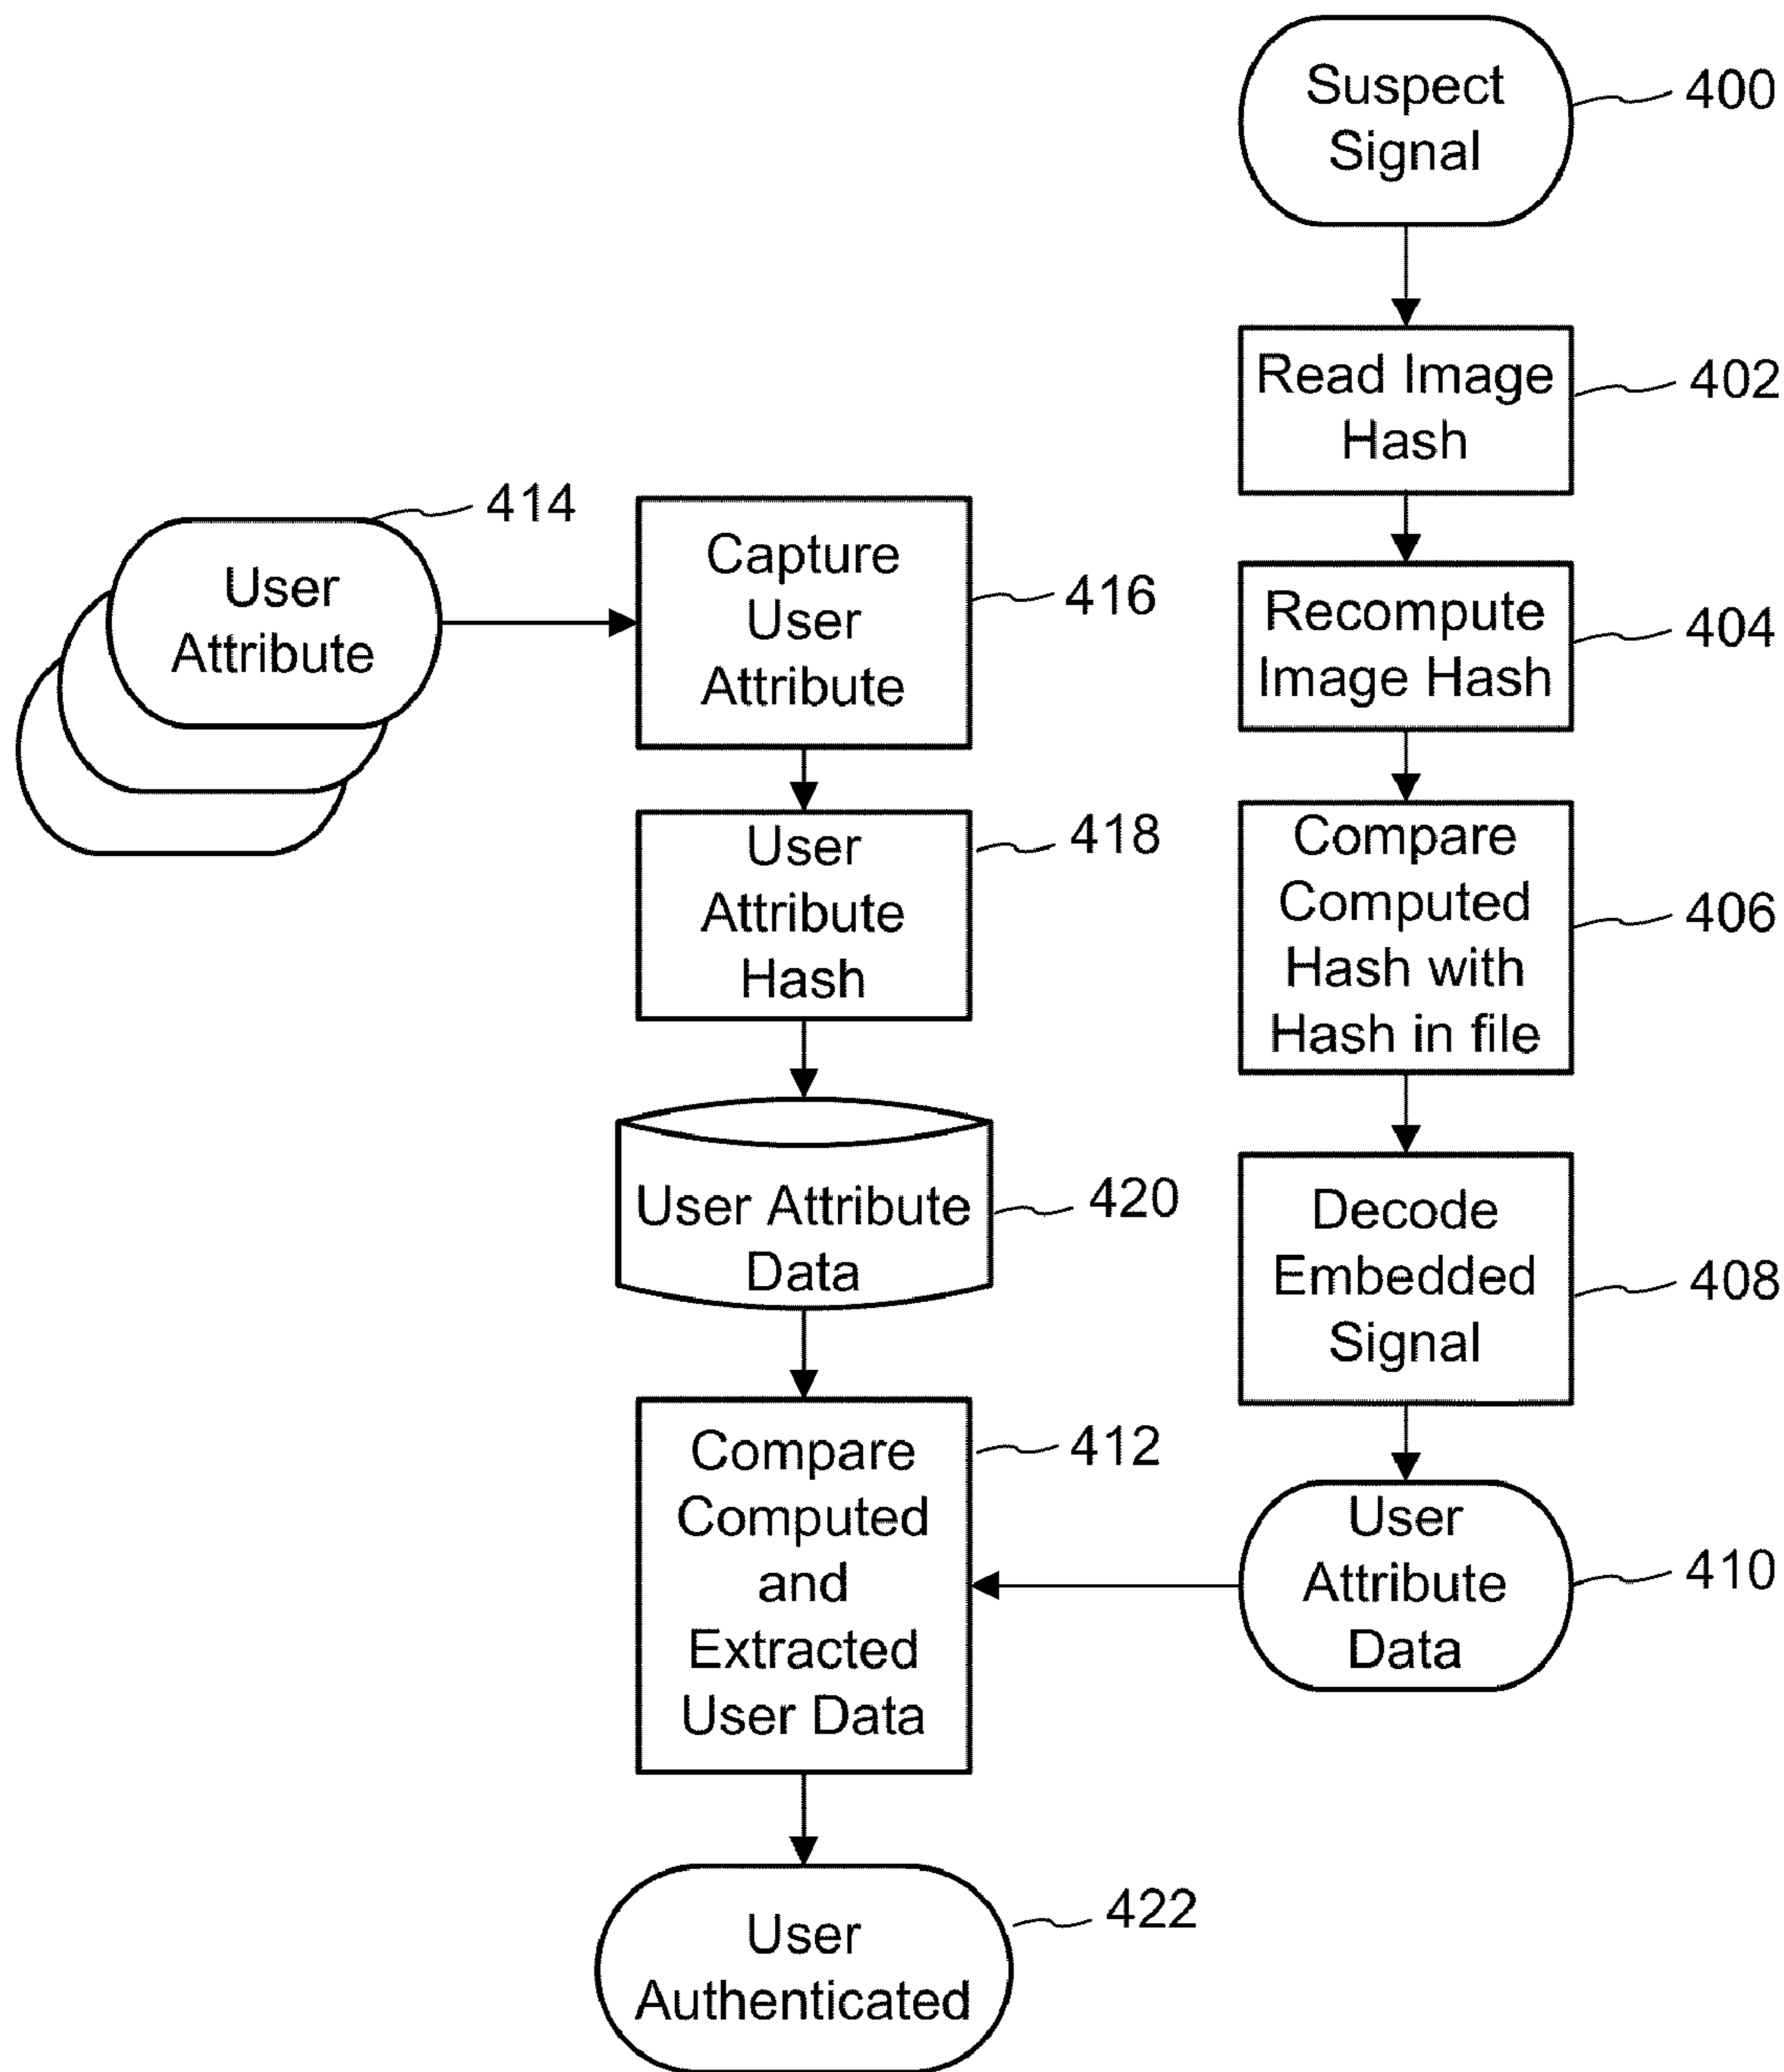 Suspect
Signal
400
Read Image
Hash
402
User
Attribute
414
Capture
User
Attribute
416
Recompute
Image Hash
404
User
Attribute
Hash
418
Compare
Computed
Hash with
Hash in file
406
User Attribute
Data
420
Decode
Embedded
Signal
408
Compare
Computed
and
Extracted
User Data
412
User
Attribute
Data
410
User
Authenticated
422